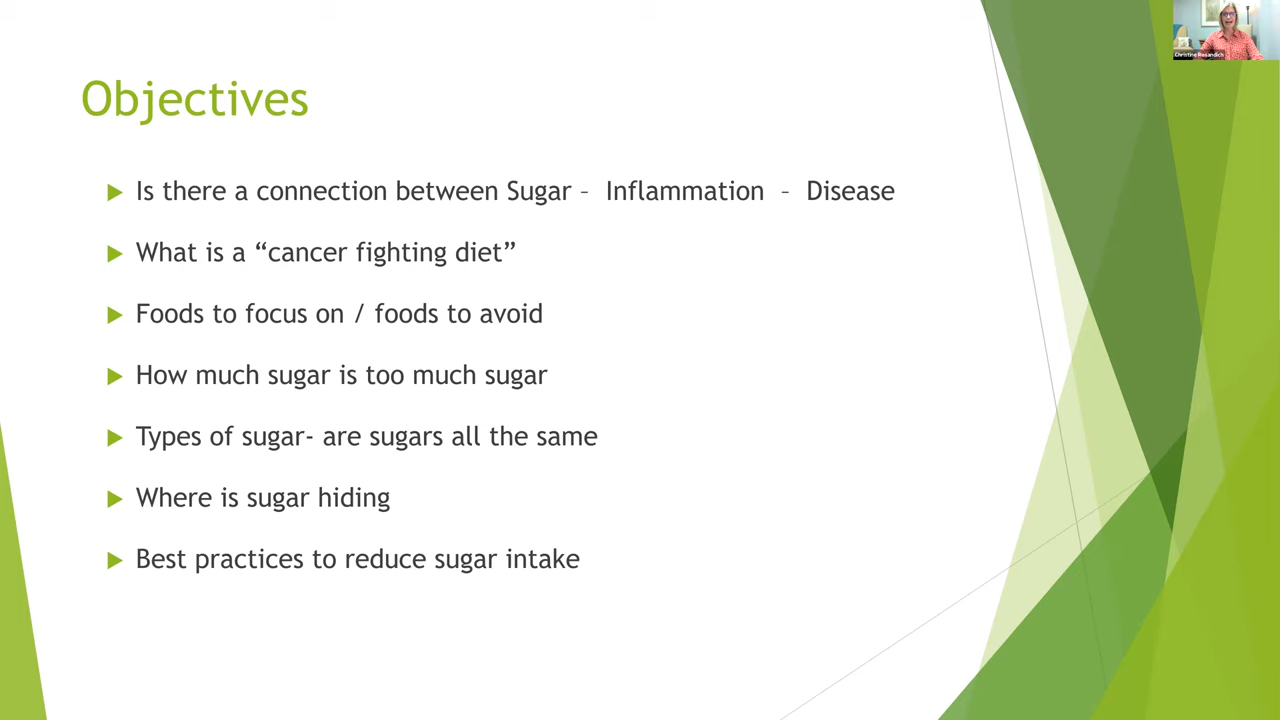 Christine Rosandich
Objectives
Is there a connection between Sugar – Inflammation – Disease
What is a “cancer fighting diet”
Foods to focus on / foods to avoid
How much sugar is too much sugar
Types of sugar- are sugars all the same
Where is sugar hiding
Best practices to reduce sugar intake